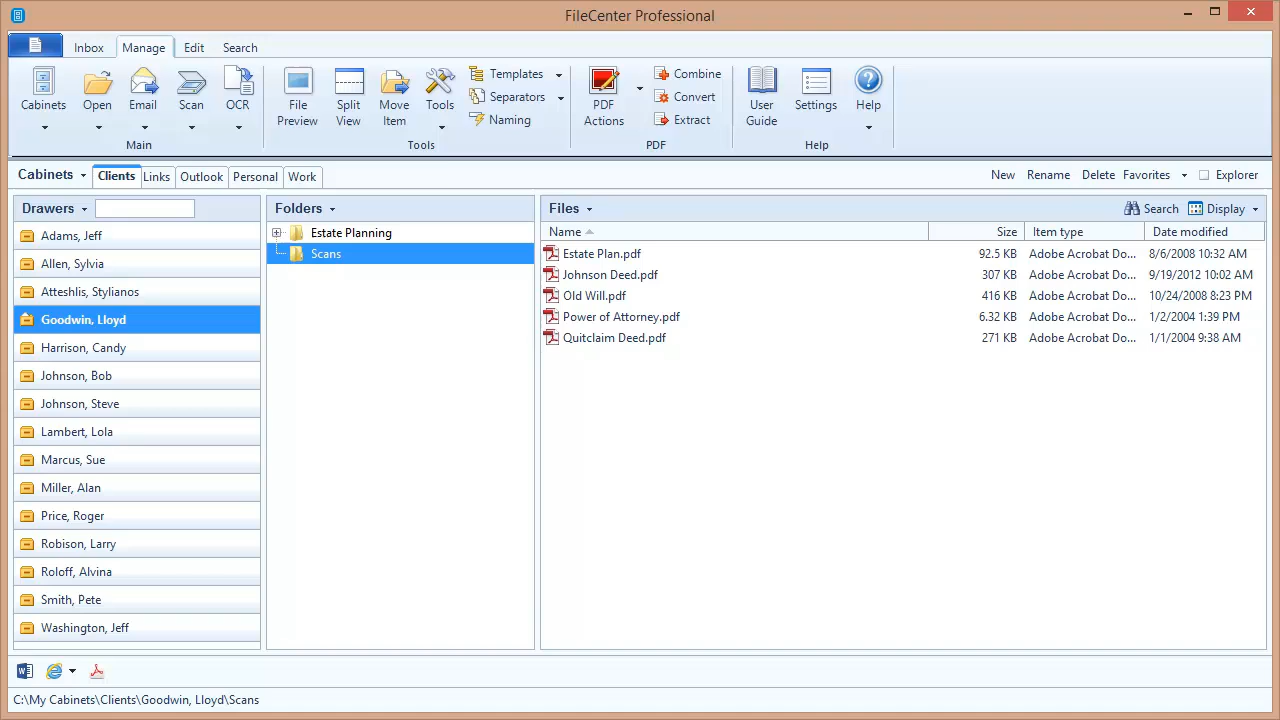 FileCenter Professional
Inbox Manage Edit Search
Cabinets Open Email Scan OCR
Main
File Preview Split View Move Item Tools
Templates
Separators
Naming
Tools
PDF Actions
Combine
Convert
Extract
PDF
User Guide Settings Help
Help
Cabinets Clients Links Outlook Personal Work New Rename Delete Favorites Explorer
Drawers
Adams, Jeff
Allen, Sylvia
Atteshlis, Stylianos
Goodwin, Lloyd
Harrison, Candy
Johnson, Bob
Johnson, Steve
Lambert, Lola
Marcus, Sue
Miller, Alan
Price, Roger
Robison, Larry
Roloff, Alvina
Smith, Pete
Washington, Jeff
Folders
Estate Planning
Scans
Files Search Display
Name Size Item type Date modified
Estate Plan.pdf 92.5 KB Adobe Acrobat Do... 8/6/2008 10:32 AM
Johnson Deed.pdf 307 KB Adobe Acrobat Do... 9/19/2012 10:02 AM
Old Will.pdf 416 KB Adobe Acrobat Do... 10/24/2008 8:23 PM
Power of Attorney.pdf 6.32 KB Adobe Acrobat Do... 1/2/2004 1:39 PM
Quitclaim Deed.pdf 271 KB Adobe Acrobat Do... 1/1/2004 9:38 AM
C:\My Cabinets\Clients\Goodwin, Lloyd\Scans